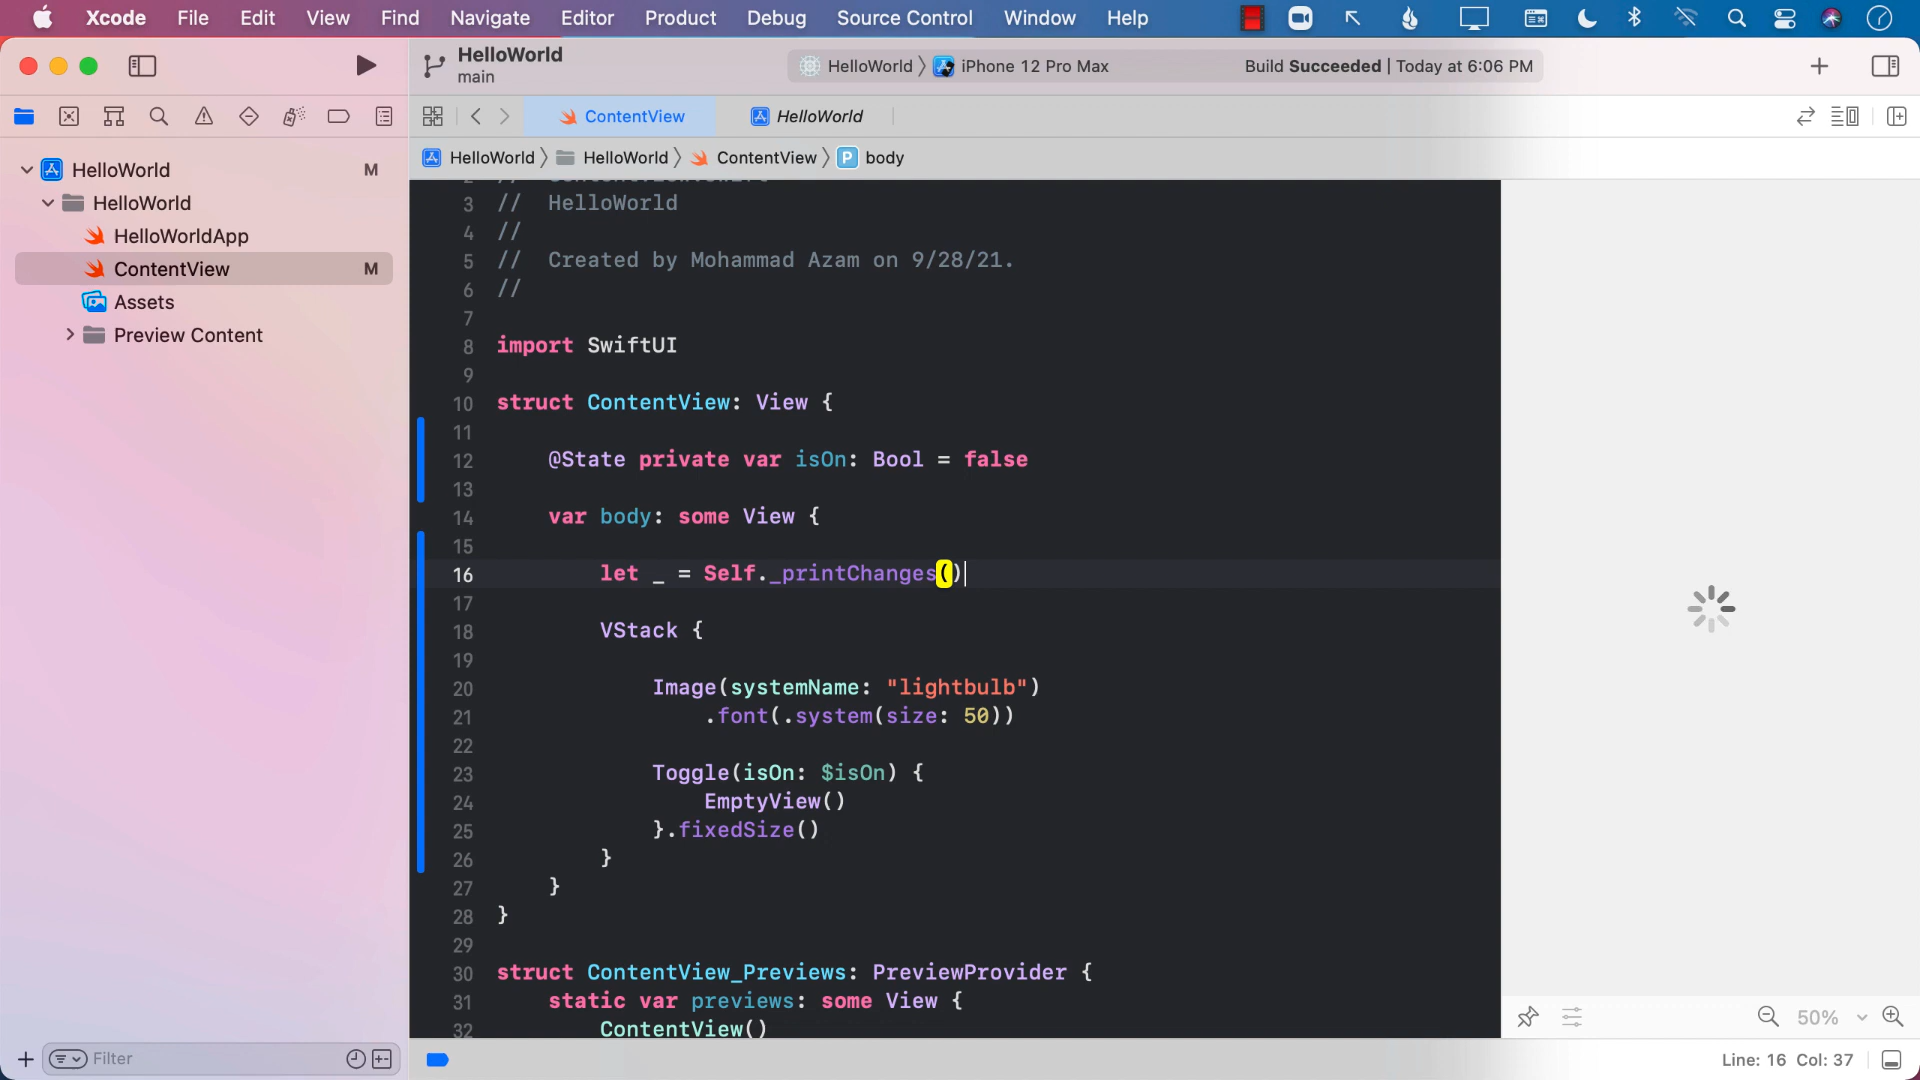 Xcode File Edit View Find Navigate Editor Product Debug Source Control Window Help
HelloWorld
main
HelloWorld iPhone 12 Pro Max Build Succeeded | Today at 6:06 PM
ContentView HelloWorld
HelloWorld HelloWorld ContentView P body
HelloWorld M
HelloWorld
HelloWorldApp
ContentView M
Assets
Preview Content
3 // HelloWorld
4 //
5 // Created by Mohammad Azam on 9/28/21.
6 //
7
8 import SwiftUI
9
10 struct ContentView: View {
11
12 @State private var isOn: Bool = false
13
14 var body: some View {
15
16 let _ = Self._printChanges()
17
18 VStack {
19
20 Image(systemName: "lightbulb")
21 .font(.system(size: 50))
22
23 Toggle(isOn: $isOn) {
24 EmptyView()
25 }.fixedSize()
26 }
27 }
28 }
29
30 struct ContentView_Previews: PreviewProvider {
31 static var previews: some View {
32 ContentView()
50%
Filter
Line: 16 Col: 37